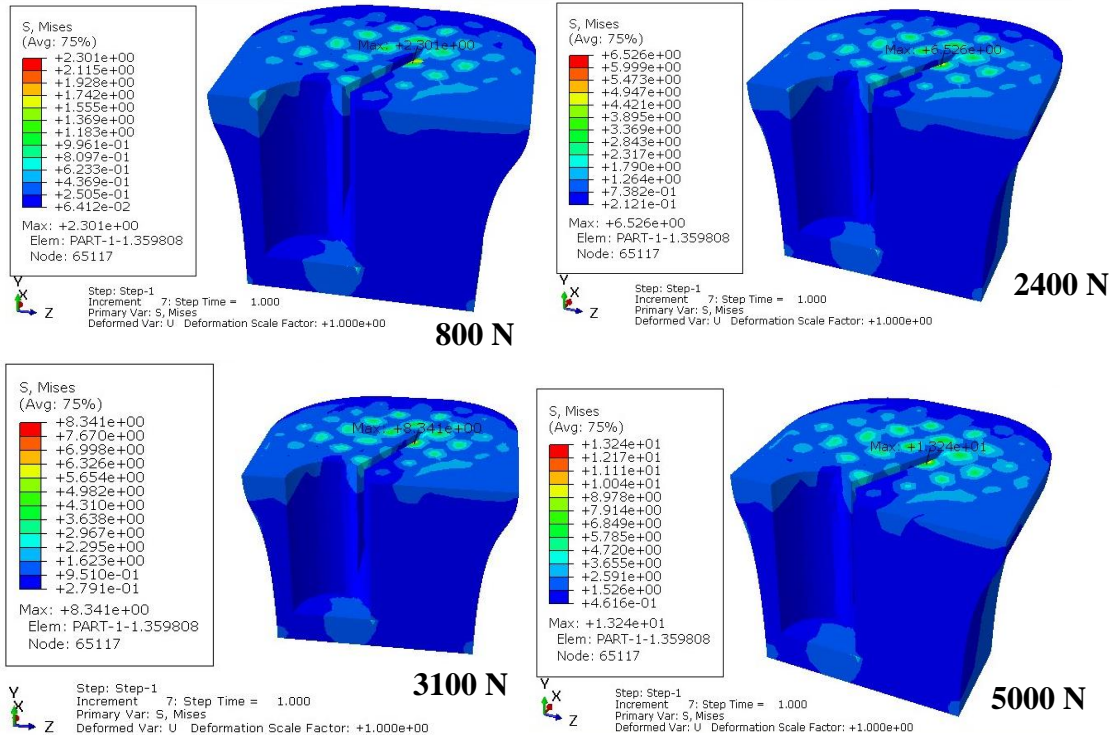 S, Mises
(Avg: 75%)
+2.301e+00
+2.115e+00
+1.928e+00
+1.742e+00
+1.555e+00
+1.369e+00
+1.183e+00
+9.961e-01
+8.097e-01
+6.233e-01
+4.369e-01
+2.505e-01
+6.412e-02
Max: +2.301e+00
Elem: PART-1-1.359808
Node: 65117
Max: +2.301e+00
Y
X
Z
Step: Step-1
Increment 7: Step Time = 1.000
Primary Var: S, Mises
Deformed Var: U Deformation Scale Factor: +1.000e+00
800 N
S, Mises
(Avg: 75%)
+6.526e+00
+5.999e+00
+5.473e+00
+4.947e+00
+4.421e+00
+3.895e+00
+3.369e+00
+2.843e+00
+2.317e+00
+1.790e+00
+1.264e+00
+7.382e-01
+2.121e-01
Max: +6.526e+00
Elem: PART-1-1.359808
Node: 65117
Max: +6.526e+00
Y
X
Z
Step: Step-1
Increment 7: Step Time = 1.000
Primary Var: S, Mises
Deformed Var: U Deformation Scale Factor: +1.000e+00
2400 N
S, Mises
(Avg: 75%)
+8.341e+00
+7.670e+00
+6.998e+00
+6.326e+00
+5.654e+00
+4.982e+00
+4.310e+00
+3.638e+00
+2.967e+00
+2.295e+00
+1.623e+00
+9.510e-01
+2.791e-01
Max: +8.341e+00
Elem: PART-1-1.359808
Node: 65117
Max: +8.341e+00
Y
X
Z
Step: Step-1
Increment 7: Step Time = 1.000
Primary Var: S, Mises
Deformed Var: U Deformation Scale Factor: +1.000e+00
3100 N
S, Mises
(Avg: 75%)
+1.324e+01
+1.217e+01
+1.111e+01
+1.004e+01
+8.978e+00
+7.914e+00
+6.849e+00
+5.785e+00
+4.720e+00
+3.655e+00
+2.591e+00
+1.526e+00
+4.616e-01
Max: +1.324e+01
Elem: PART-1-1.359808
Node: 65117
Max: +1.324e+01
Y
X
Z
Step: Step-1
Increment 7: Step Time = 1.000
Primary Var: S, Mises
Deformed Var: U Deformation Scale Factor: +1.000e+00
5000 N